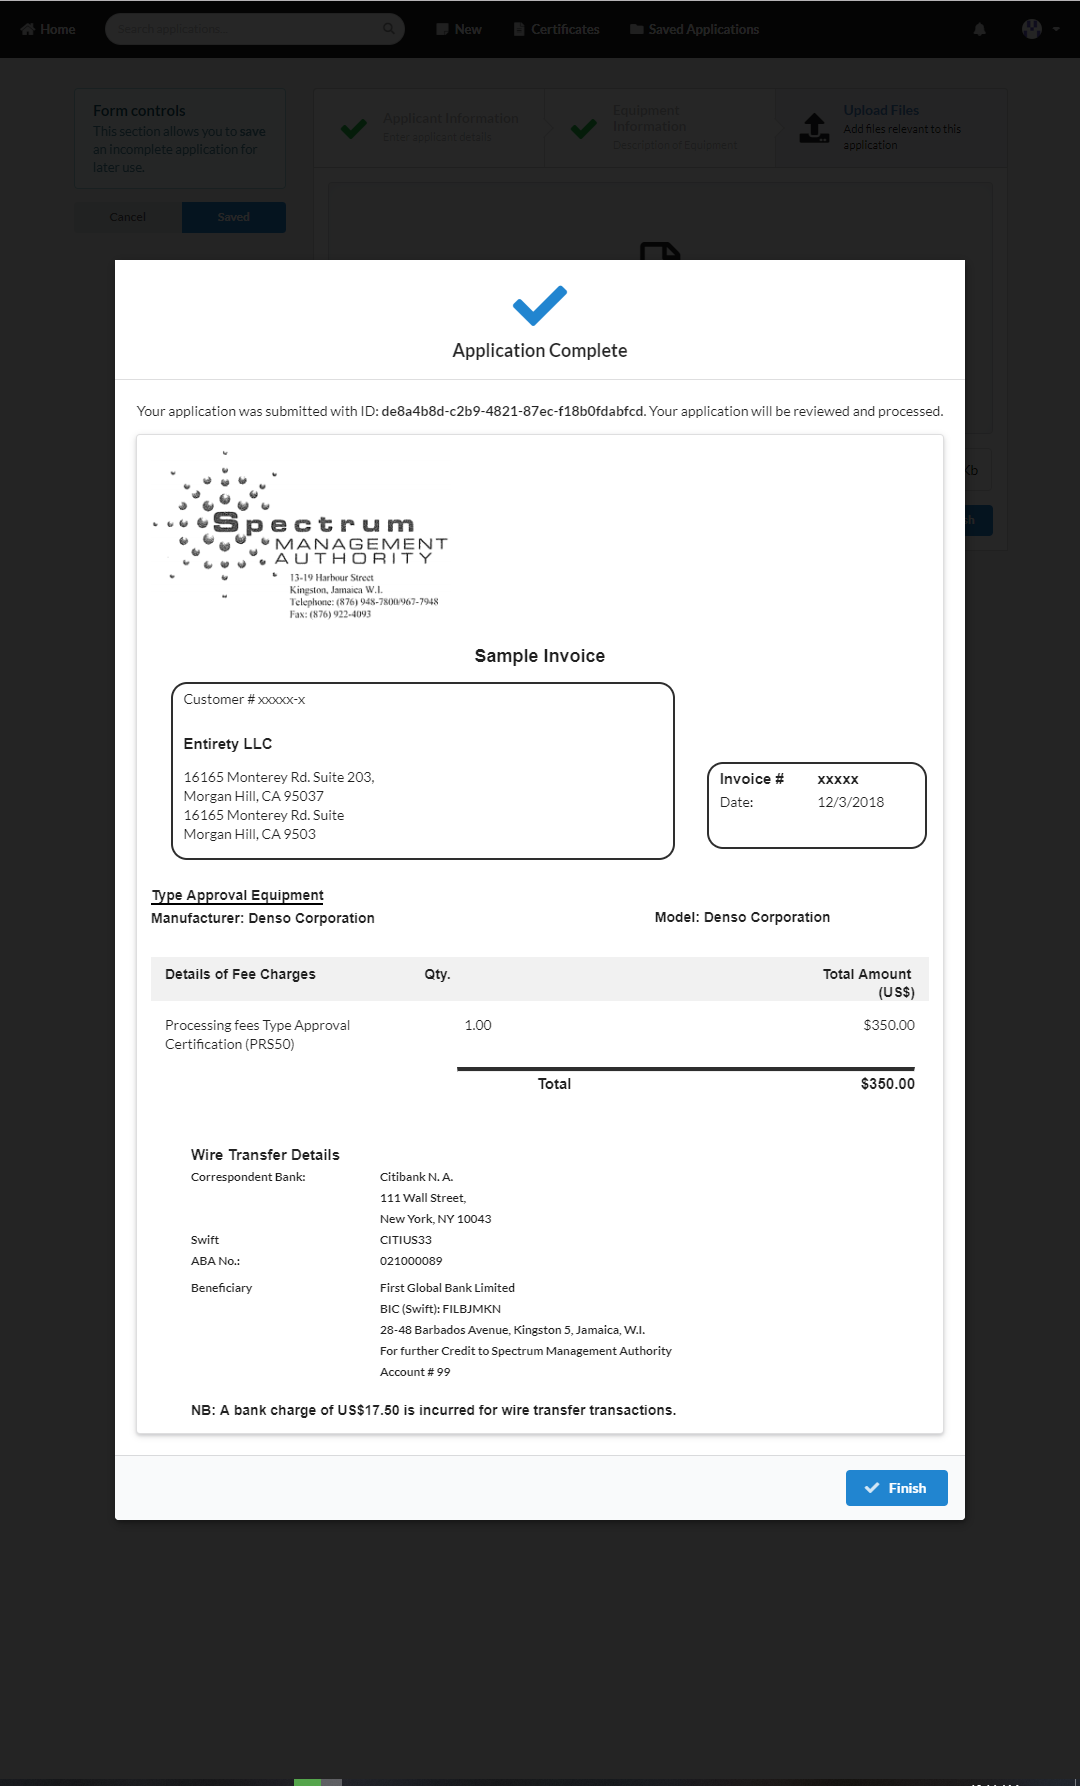 Home
Search applications...
New
Certificates
Saved Applications
Form controls
This section allows you to save
an incomplete application for
later use.
Cancel
Saved
Applicant Information
Enter applicant details
Equipment
Information
Description of Equipment
Upload Files
Add files relevant to this
application
Kb
Application Complete
Your application was submitted with ID: de8a4b8d-c2b9-4821-87ec-f18b0fdabfcd. Your application will be reviewed and processed.
Spectrum
MANAGEMENT
AUTHORITY
13-19 Harbour Street
Kingston, Jamaica W.I.
Telephone: (876) 948-7800/967-7948
Fax: (876) 922-4093
Sample Invoice
Customer # xxxxx-x
Entirety LLC
16165 Monterey Rd. Suite 203,
Morgan Hill, CA 95037
16165 Monterey Rd. Suite
Morgan Hill, CA 9503
Invoice # xxxxx
Date: 12/3/2018
Type Approval Equipment
Manufacturer: Denso Corporation
Model: Denso Corporation
Details of Fee Charges Qty. Total Amount
(US$)
Processing fees Type Approval 1.00 $350.00
Certification (PRS50)
Total $350.00
Wire Transfer Details
Correspondent Bank: Citibank N. A.
111 Wall Street,
New York, NY 10043
Swift CITIUS33
ABA No.: 021000089
Beneficiary First Global Bank Limited
BIC (Swift): FILBJMKN
28-48 Barbados Avenue, Kingston 5, Jamaica, W.I.
For further Credit to Spectrum Management Authority
Account # 99
NB: A bank charge of US$17.50 is incurred for wire transfer transactions.
Finish